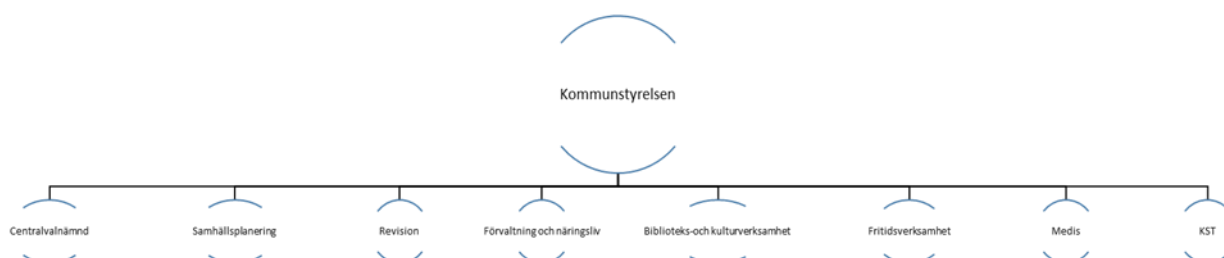 Kommunstyrelsen
Centralvalnämnd
Samhällsplanering
Revision
Förvaltning och näringsliv
Biblioteks-och kulturverksamhet
Fritidsverksamhet
Medis
KST